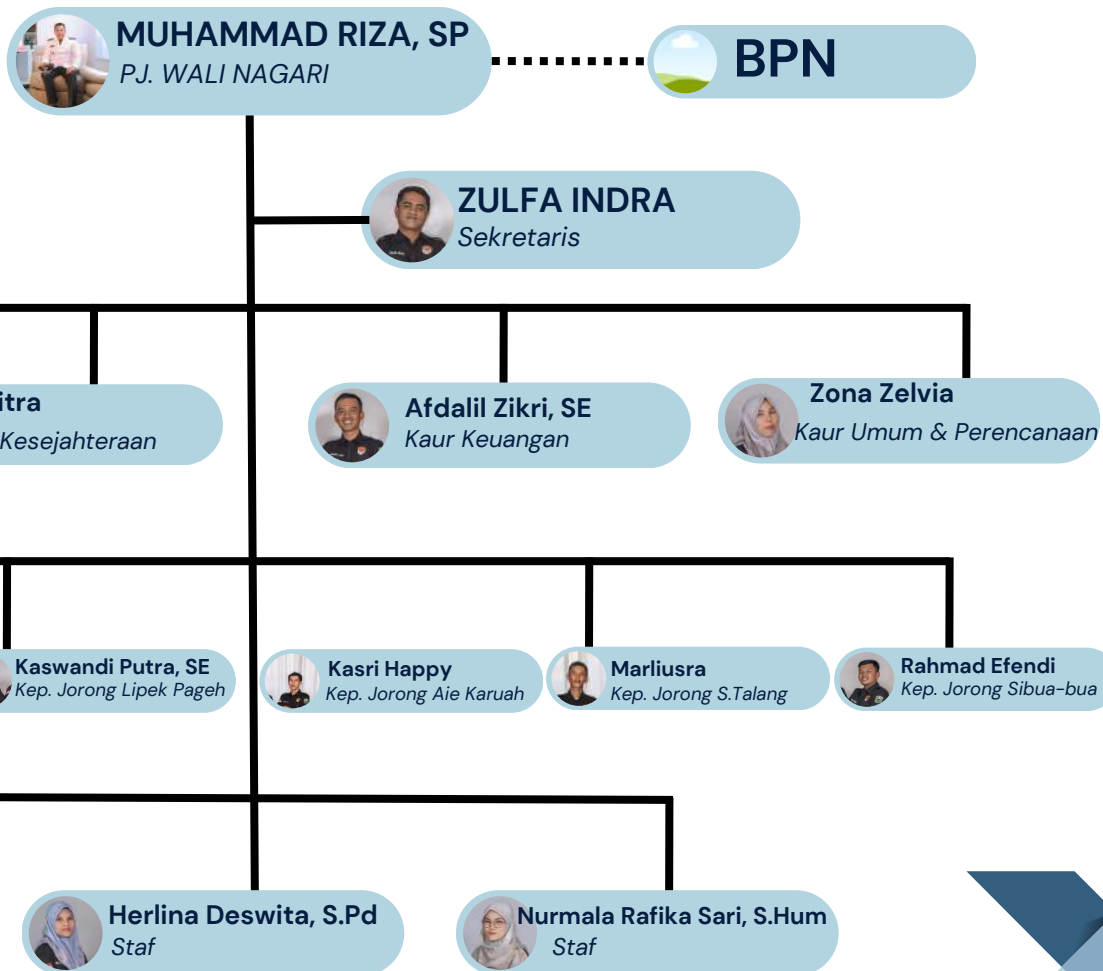 MUHAMMAD RIZA, SP
PJ. WALI NAGARI
BPN
ZULFA INDRA
Sekretaris
itra
Kesejahteraan
Afdalil Zikri, SE
Kaur Keuangan
Zona Zelvia
Kaur Umum & Perencanaan
Kaswandi Putra, SE
Kep. Jorong Lipek Pageh
Kasri Happy
Kep. Jorong Aie Karuah
Marliusra
Kep. Jorong S.Talang
Rahmad Efendi
Kep. Jorong Sibua-bua
Herlina Deswita, S.Pd
Staf
Nurmala Rafika Sari, S.Hum
Staf